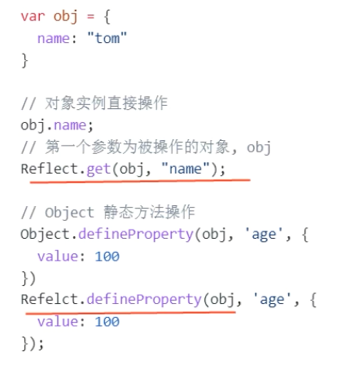 var obj = {
  name: "tom"
}
// 对象实例直接操作
obj.name;
// 第一个参数为被操作的对象, obj
Reflect.get(obj, "name");
// Object 静态方法操作
Object.defineProperty(obj, 'age', {
  value: 100
})
Refelct.defineProperty(obj, 'age', {
  value: 100
});